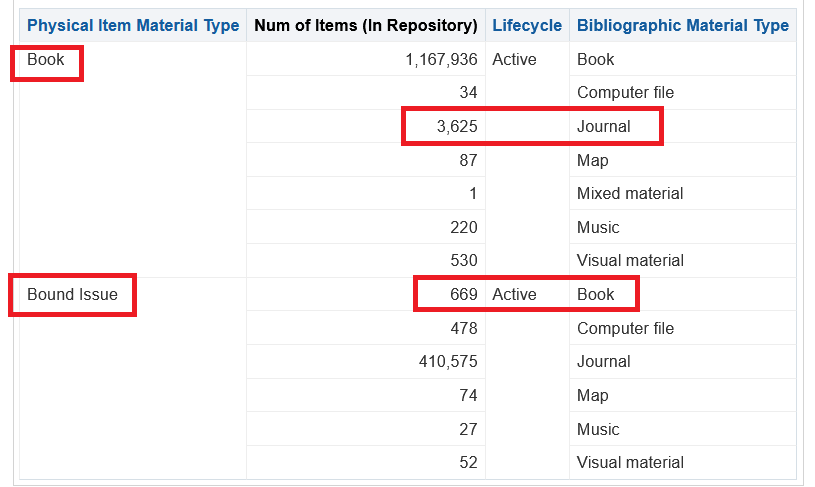 Physical Item Material Type Num of Items (In Repository) Lifecycle Bibliographic Material Type
Book 1,167,936 Active Book
34 Computer file
3,625 Journal
87 Map
1 Mixed material
220 Music
530 Visual material
Bound Issue 669 Active Book
478 Computer file
410,575 Journal
74 Map
27 Music
52 Visual material